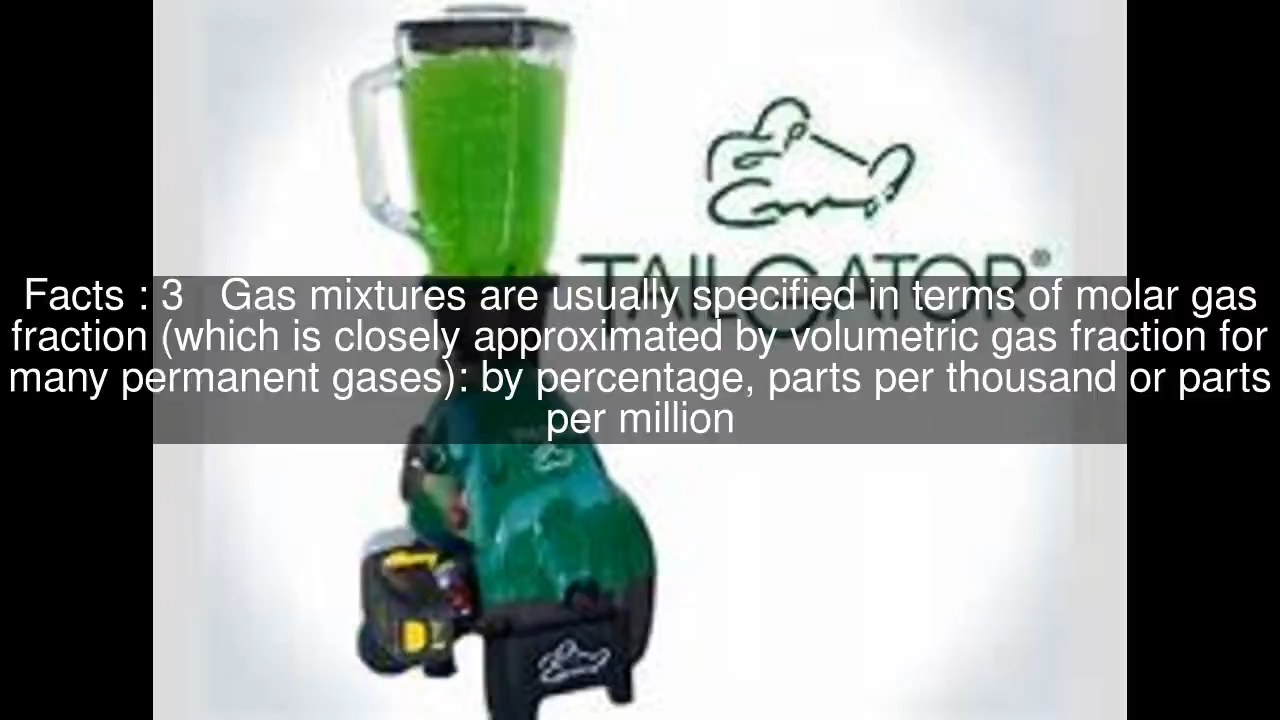 TAILGATOR®
Facts : 3 Gas mixtures are usually specified in terms of molar gas
fraction (which is closely approximated by volumetric gas fraction for
many permanent gases): by percentage, parts per thousand or parts
per million